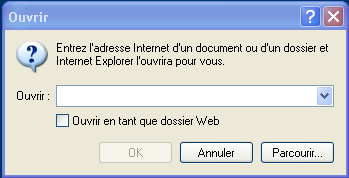 Ouvrir
Entrez l'adresse Internet d'un document ou d'un dossier et
Internet Explorer l'ouvrira pour vous.
Ouvrir :
Ouvrir en tant que dossier Web
OK Annuler Parcourir...